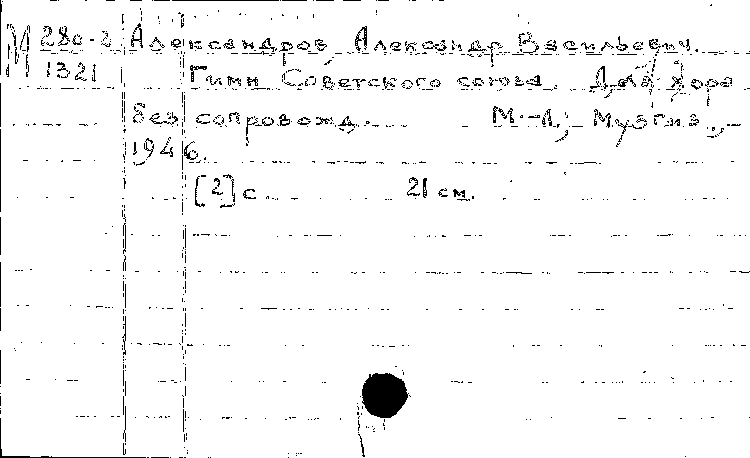 М 280-2 Александров, Александр Васильевич.
1321 Гимн Советского союза. Для хора
без сопровожд. М.-Л., Музгиз,
1946.
[2] с. 21 см.